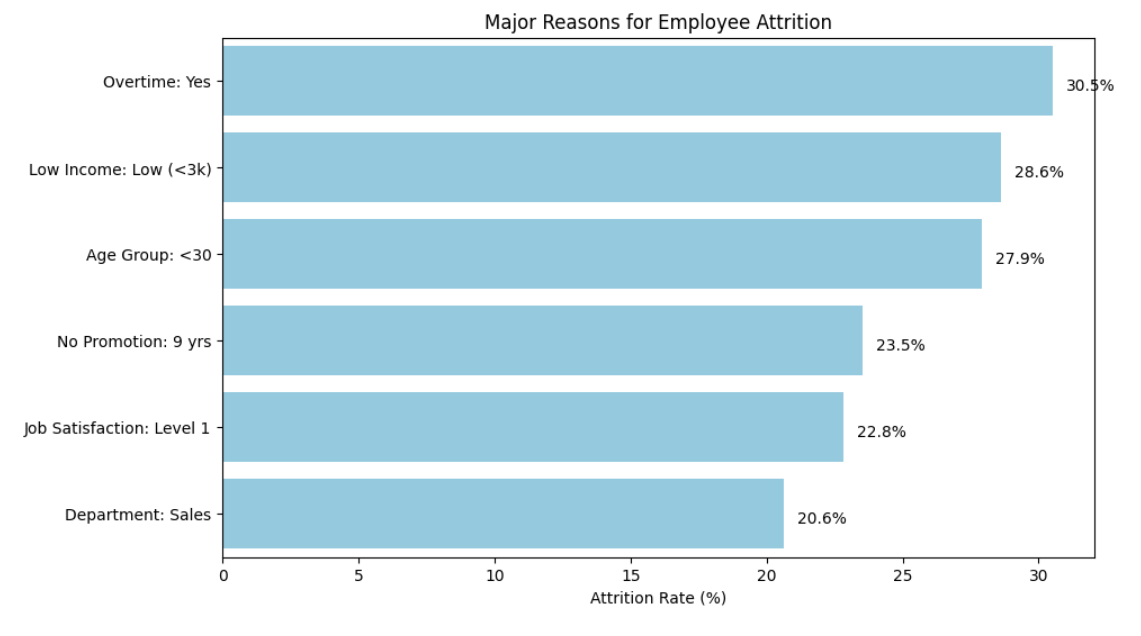 Major Reasons for Employee Attrition
Overtime: Yes
30.5%
Low Income: Low (<3k)
28.6%
Age Group: <30
27.9%
No Promotion: 9 yrs
23.5%
Job Satisfaction: Level 1
22.8%
Department: Sales
20.6%
0 5 10 15 20 25 30
Attrition Rate (%)